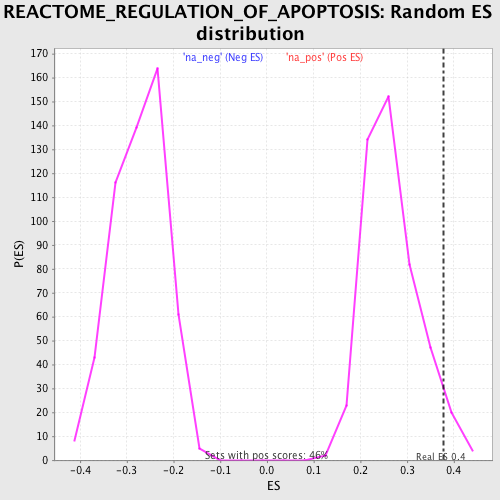 REACTOME_REGULATION_OF_APOPTOSIS: Random ES
distribution
'na_neg' (Neg ES) 'na_pos' (Pos ES)
170
160
150
140
130
120
110
100
90
80
70
60
50
40
30
20
10
0
P(ES)
Sets with pos scores: 46%
Real ES 0.4
-0.4 -0.3 -0.2 -0.1 0.0 0.1 0.2 0.3 0.4
ES